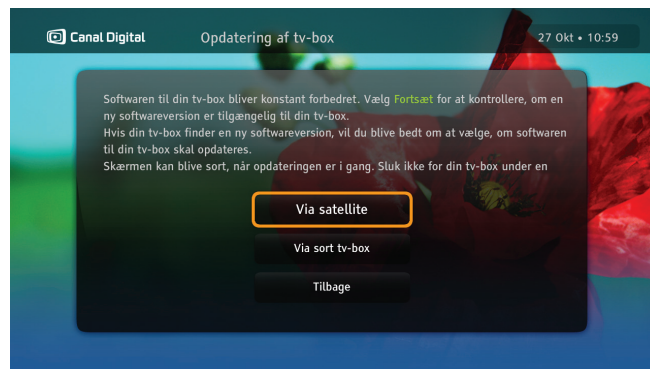 Canal Digital Opdatering af tv-box 27 Okt • 10:59
Softwaren til din tv-box bliver konstant forbedret. Vælg Fortsæt for at kontrollere, om en
ny softwareversion er tilgængelig til din tv-box.
Hvis din tv-box finder en ny softwareversion, vil du blive bedt om at vælge, om softwaren
til din tv-box skal opdateres.
Skærmen kan blive sort, når opdateringen er i gang. Sluk ikke for din tv-box under en
Via satellite
Via sort tv-box
Tilbage